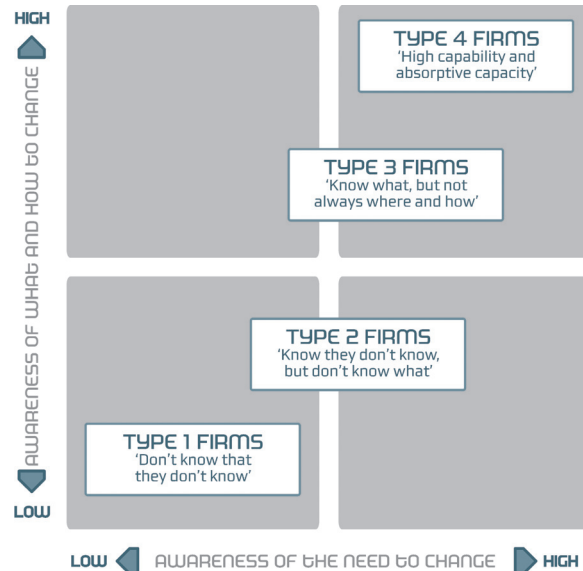 HIGH
TYPE 4 FIRMS
'High capability and
absorptive capacity'
TYPE 3 FIRMS
'Know what, but not
always where and how'
AWARENESS OF WHAT AND HOW TO CHANGE
TYPE 2 FIRMS
'Know they don't know,
but don't know what'
TYPE 1 FIRMS
'Don't know that
they don't know'
LOW
LOW AWARENESS OF THE NEED TO CHANGE HIGH